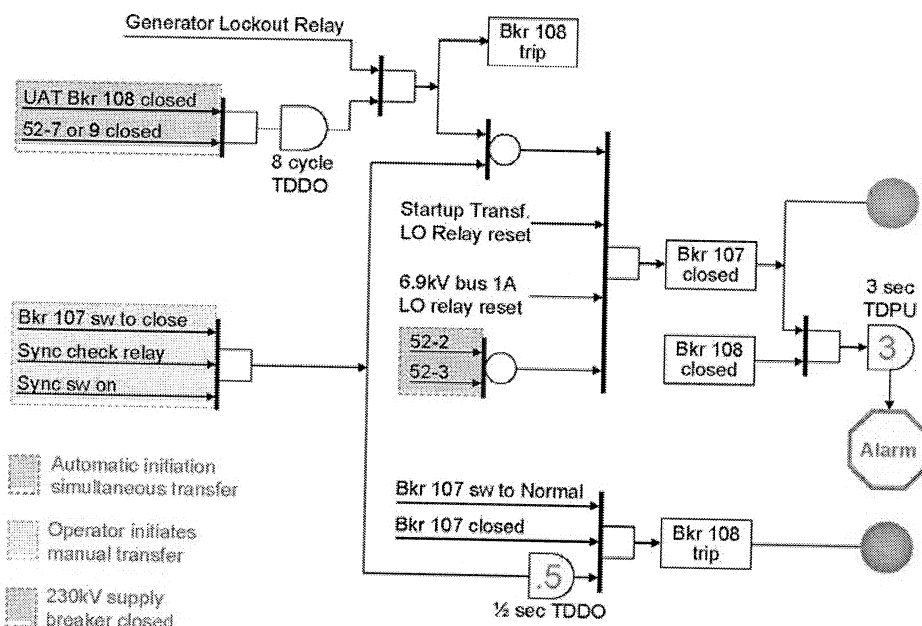 Generator Lockout Relay
Bkr 108
trip
UAT Bkr 108 closed
52-7 or 9 closed
8 cycle
TDDO
Startup Transf.
LO Relay reset
6.9kV bus 1A
LO relay reset
Bkr 107
closed
3 sec
TDPU
3
Bkr 107 sw to close
Sync check relay
Sync sw on
52-2
52-3
Bkr 108
closed
Alarm
Automatic initiation
simultaneous transfer
Operator initiates
manual transfer
230kV supply
breaker closed
Bkr 107 sw to Normal
Bkr 107 closed
.5
½ sec TDDO
Bkr 108
trip